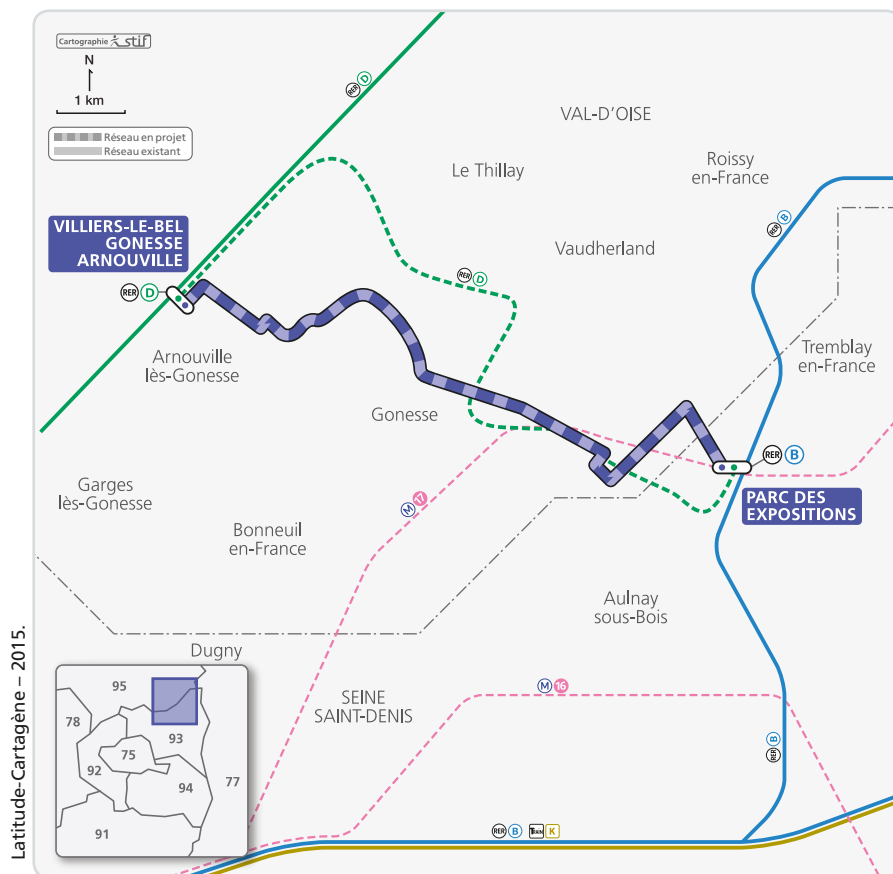 Cartographie stif
N
1 km
Réseau en projet
Réseau existant
RER D
VAL-D'OISE
Le Thillay
Roissy
en-France
VILLIERS-LE-BEL
GONESSE
ARNOUVILLE
RER B
Vaudherland
RER D
RER D
Arnouville
lès-Gonesse
Tremblay
en-France
Gonesse
RER B
Garges
lès-Gonesse
M 17
PARC DES
EXPOSITIONS
Bonneuil
en-France
Aulnay
sous-Bois
Dugny
M 16
SEINE
SAINT-DENIS
95
78
93
75
92
94
77
91
B RER
RER B TRAIN K
Latitude-Cartagène – 2015.